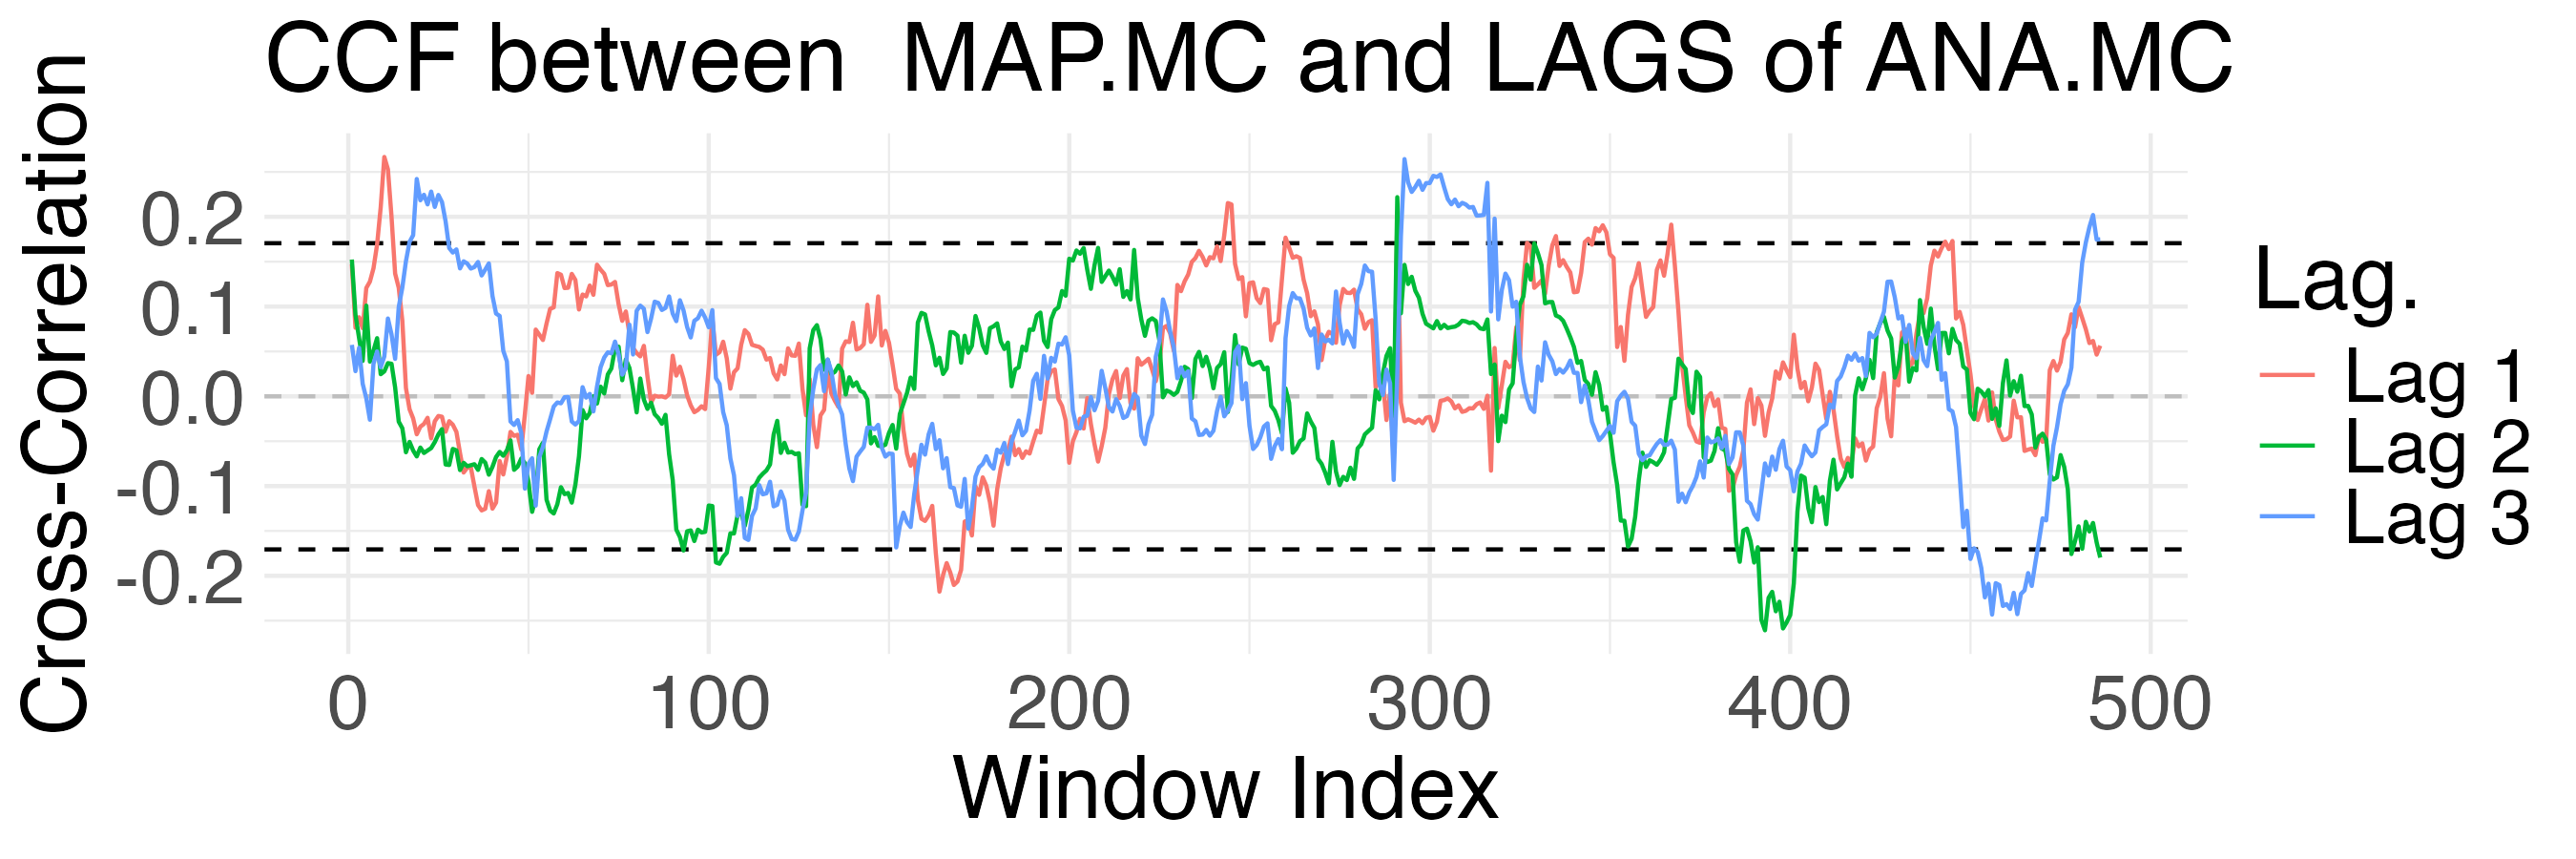 CCF between  MAP.MC and LAGS of ANA.MC
Cross-Correlation
0.2
0.1
0.0
-0.1
-0.2
0 100 200 300 400 500
Window Index
Lag.
Lag 1
Lag 2
Lag 3